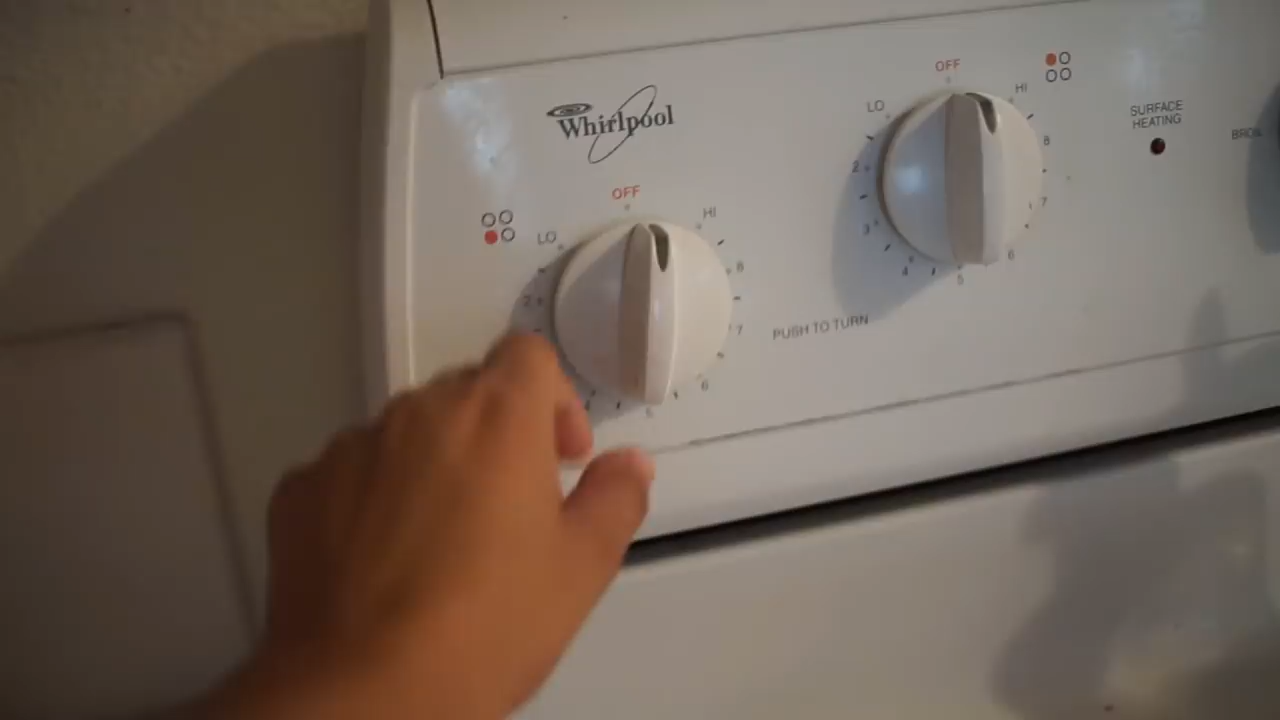 Whirlpool
OFF
LO
HI
2
8
7
6
5
OFF
LO
HI
2
3
4
5
6
7
8
PUSH TO TURN
SURFACE
HEATING